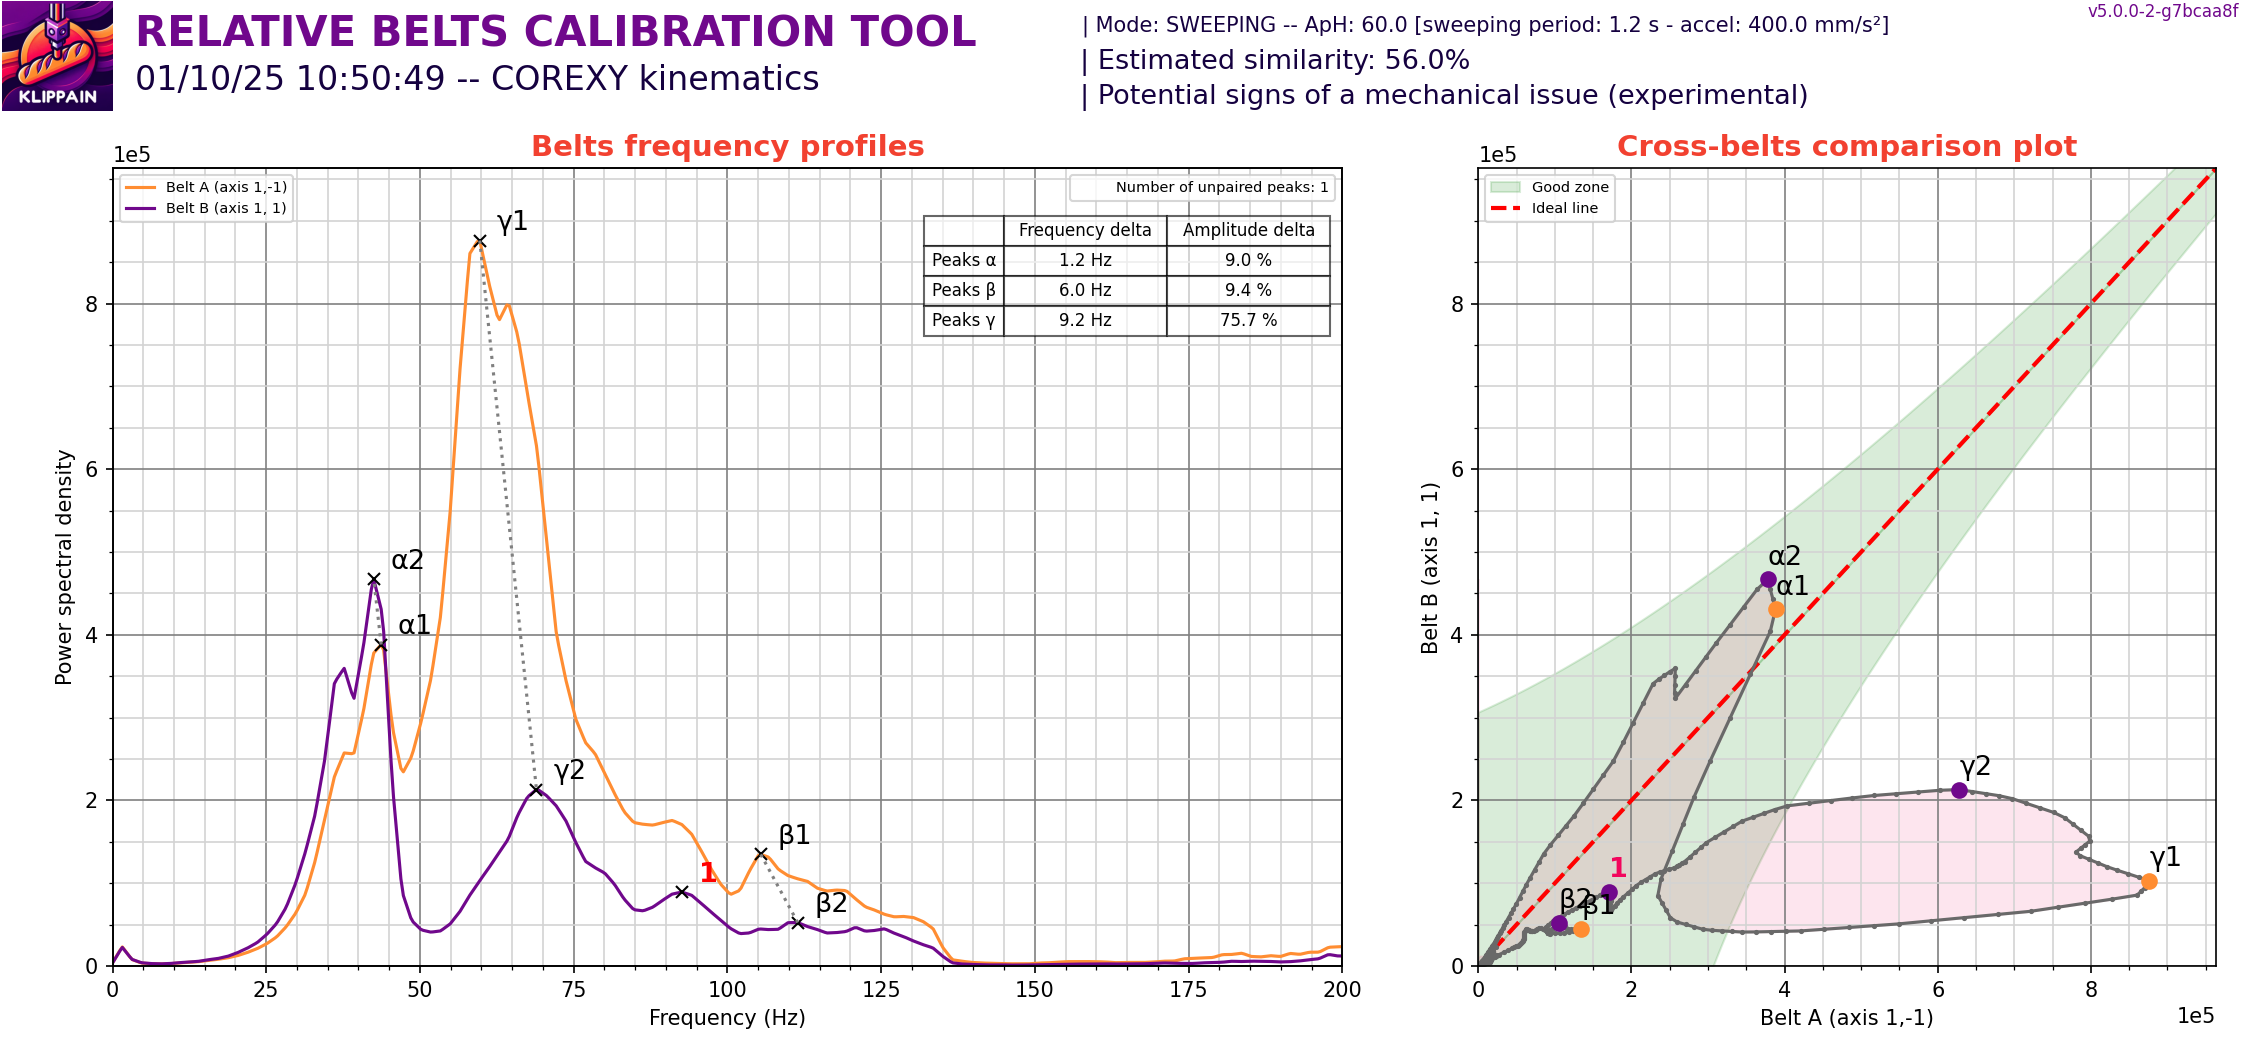 KLIPPAIN
RELATIVE BELTS CALIBRATION TOOL
01/10/25 10:50:49 -- COREXY kinematics
| Mode: SWEEPING -- ApH: 60.0 [sweeping period: 1.2 s - accel: 400.0 mm/s²]
| Estimated similarity: 56.0%
| Potential signs of a mechanical issue (experimental)
v5.0.0-2-g7bcaa8f
Belts frequency profiles
1e5
Belt A (axis 1,-1)
Belt B (axis 1, 1)
Number of unpaired peaks: 1
Frequency delta Amplitude delta
Peaks α 1.2 Hz 9.0 %
Peaks β 6.0 Hz 9.4 %
Peaks γ 9.2 Hz 75.7 %
γ1
α2
α1
γ2
β1
1
β2
8
6
4
2
0
Power spectral density
0 25 50 75 100 125 150 175 200
Frequency (Hz)
Cross-belts comparison plot
1e5
Good zone
Ideal line
α2
α1
γ2
γ1
1
β2
β1
8
6
4
2
0
Belt B (axis 1, 1)
0 2 4 6 8
Belt A (axis 1,-1)
1e5